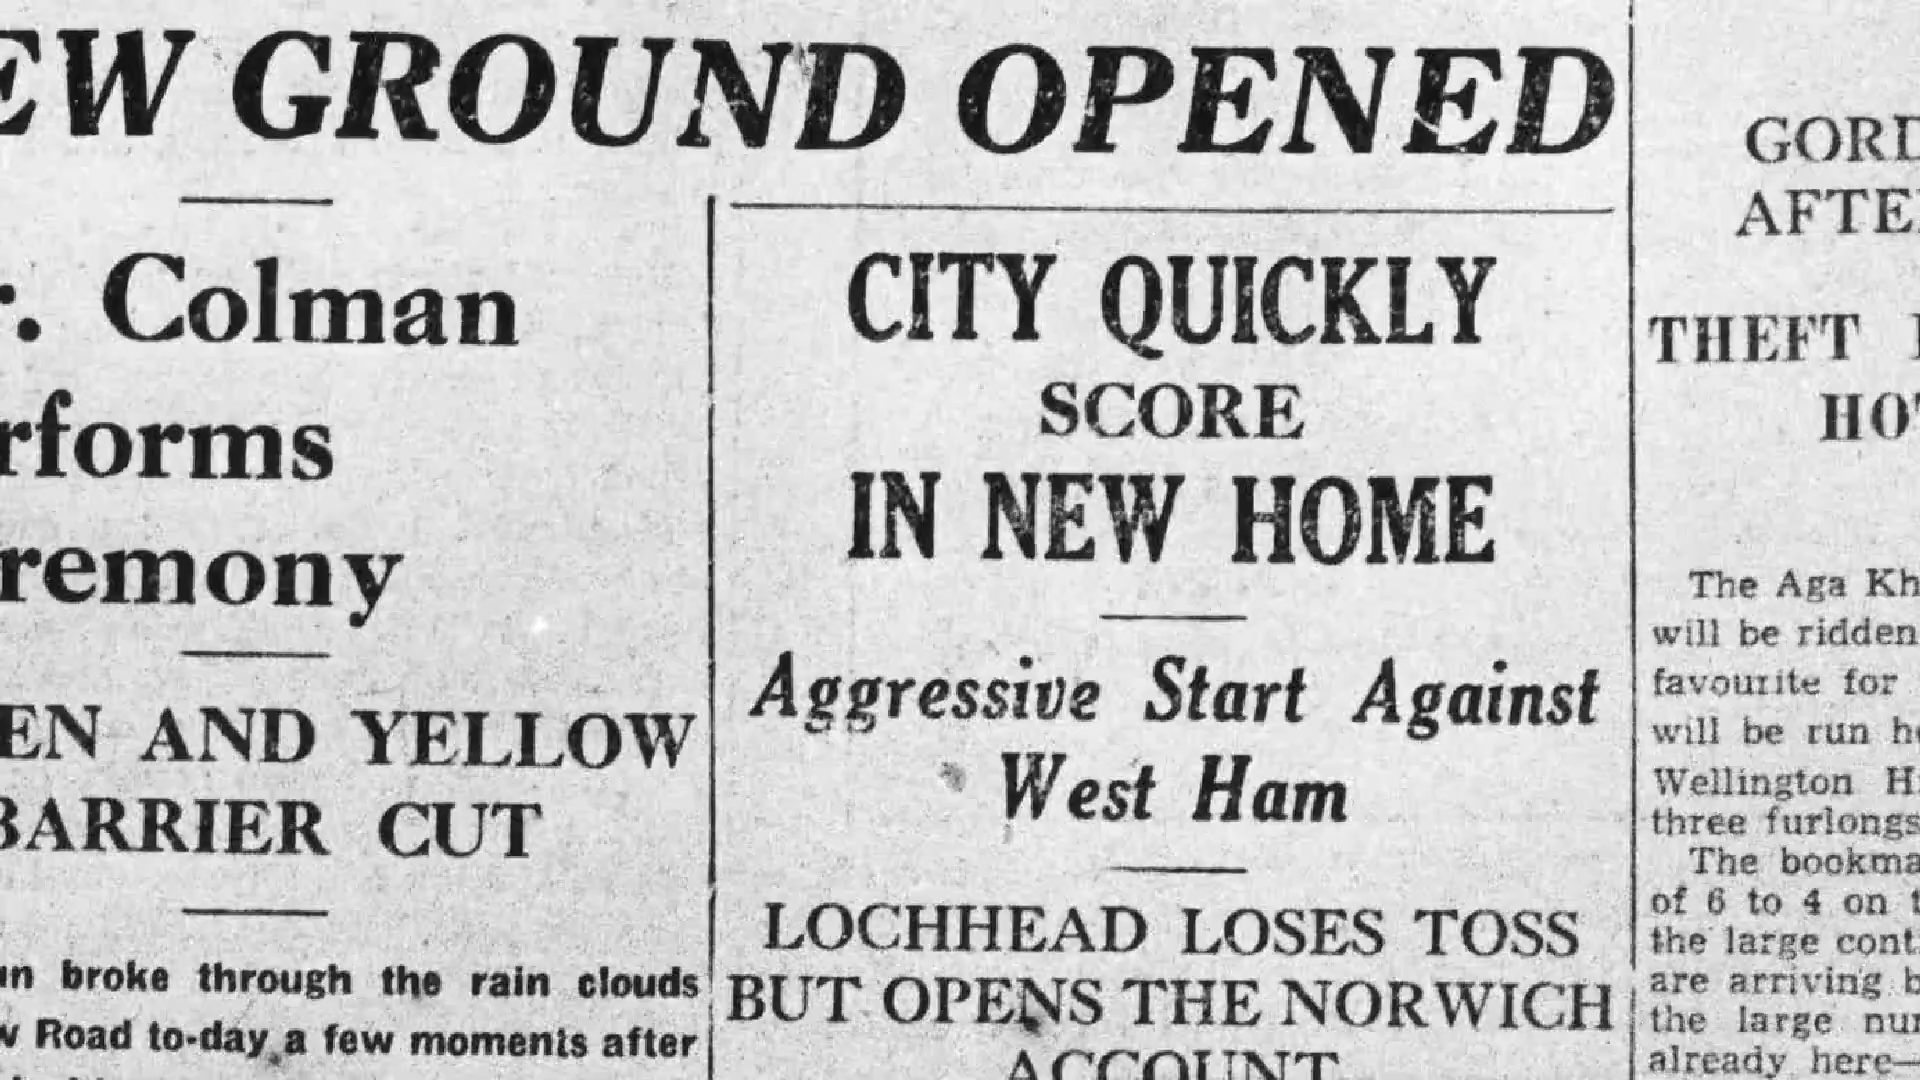 EW GROUND OPENED
r. Colman
rforms
remony
EN AND YELLOW
BARRIER CUT
un broke through the rain clouds
w Road to-day a few moments after
CITY QUICKLY
SCORE
IN NEW HOME
Aggressive Start Against
West Ham
LOCHHEAD LOSES TOSS
BUT OPENS THE NORWICH
ACCOUNT
GORD
AFTE
THEFT
HOT
The Aga Kh
will be ridden
favourite for
will be run h
Wellington H
three furlongs
The bookma
of 6 to 4 on t
the large cont
are arriving b
the large nu
already here—